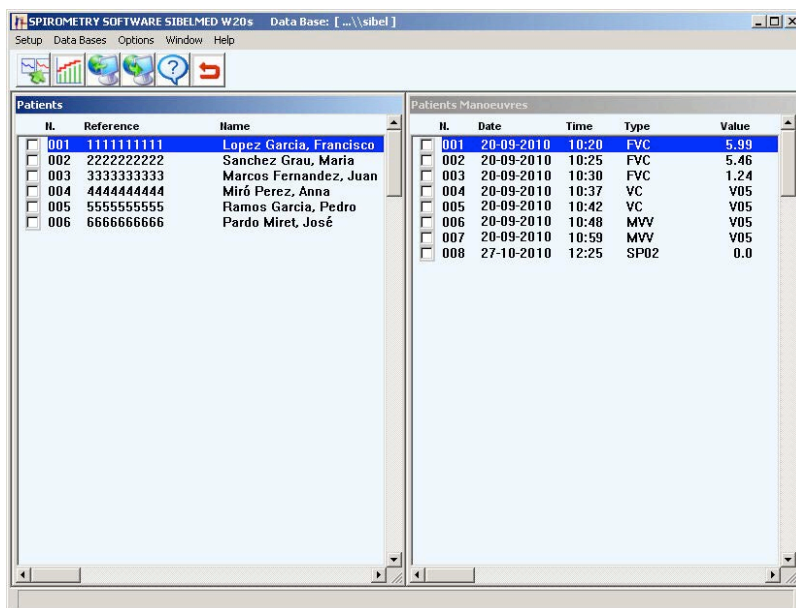 SPIROMETRY SOFTWARE SIBELMED W20s Data Base: [ ...\\sibel ]
Setup Data Bases Options Window Help
Patients
N. Reference Name
001 1111111111 Lopez Garcia, Francisco
002 2222222222 Sanchez Grau, Maria
003 3333333333 Marcos Fernandez, Juan
004 4444444444 Miró Perez, Anna
005 5555555555 Ramos Garcia, Pedro
006 6666666666 Pardo Miret, José
Patients Manoeuvres
N. Date Time Type Value
001 20-09-2010 10:20 FVC 5.99
002 20-09-2010 10:25 FVC 5.46
003 20-09-2010 10:30 FVC 1.24
004 20-09-2010 10:37 VC V05
005 20-09-2010 10:42 VC V05
006 20-09-2010 10:48 MVV V05
007 20-09-2010 10:59 MVV V05
008 27-10-2010 12:25 SPO2 0.0